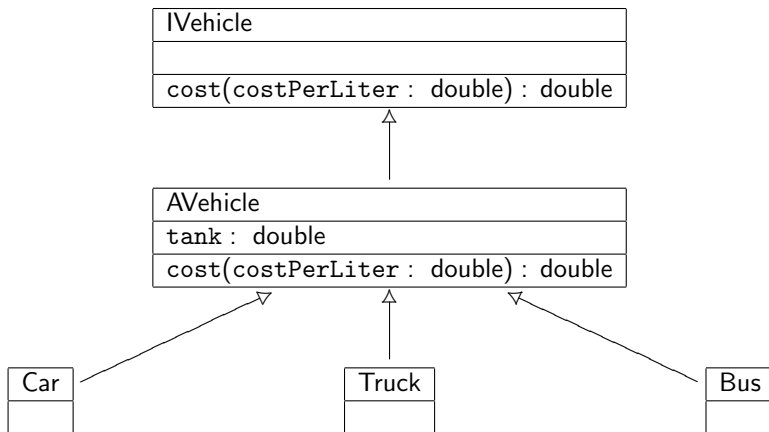 IVehicle
cost(costPerLiter : double) : double
AVehicle
tank : double
cost(costPerLiter : double) : double
Car
Truck
Bus